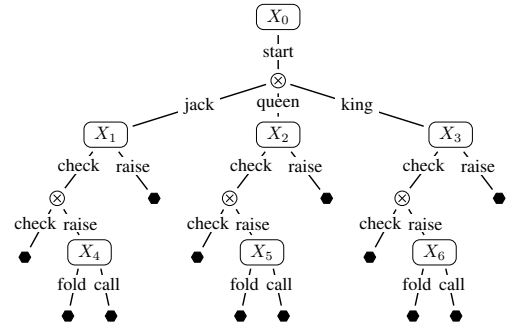 X₀
start
jack queen king
X₁ X₂ X₃
check raise check raise check raise
check raise check raise check raise
X₄ X₅ X₆
fold call fold call fold call